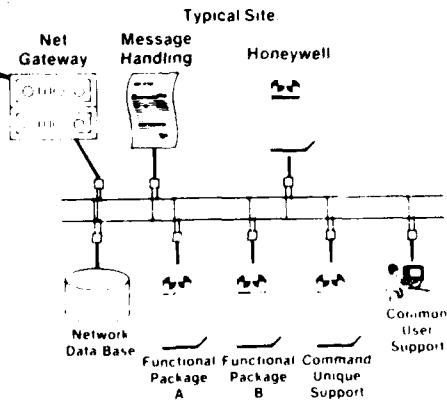 Typical Site
Net
Gateway
Message
Handling
Honeywell
Network
Data Base
Functional
Package
A
Functional
Package
B
Command
Unique
Support
Common
User
Support